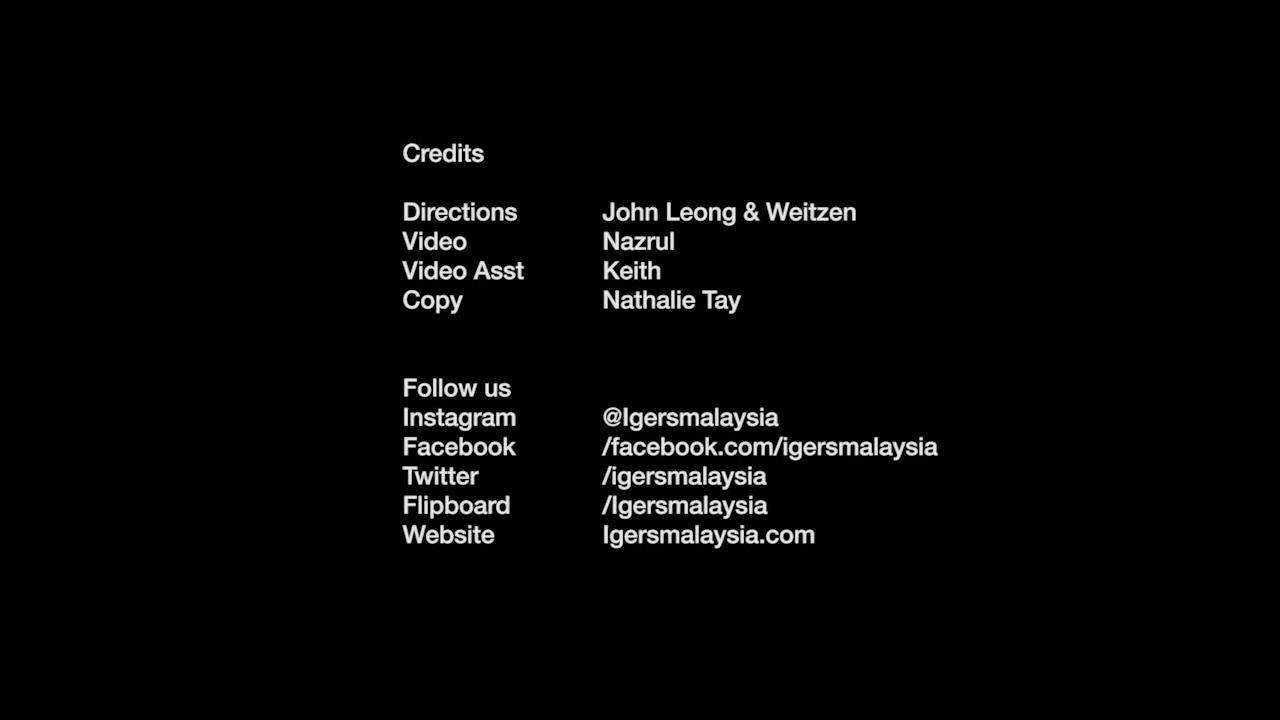 Credits
Directions John Leong & Weitzen
Video Nazrul
Video Asst Keith
Copy Nathalie Tay
Follow us
Instagram @Igersmalaysia
Facebook /facebook.com/igersmalaysia
Twitter /igersmalaysia
Flipboard /Igersmalaysia
Website Igersmalaysia.com